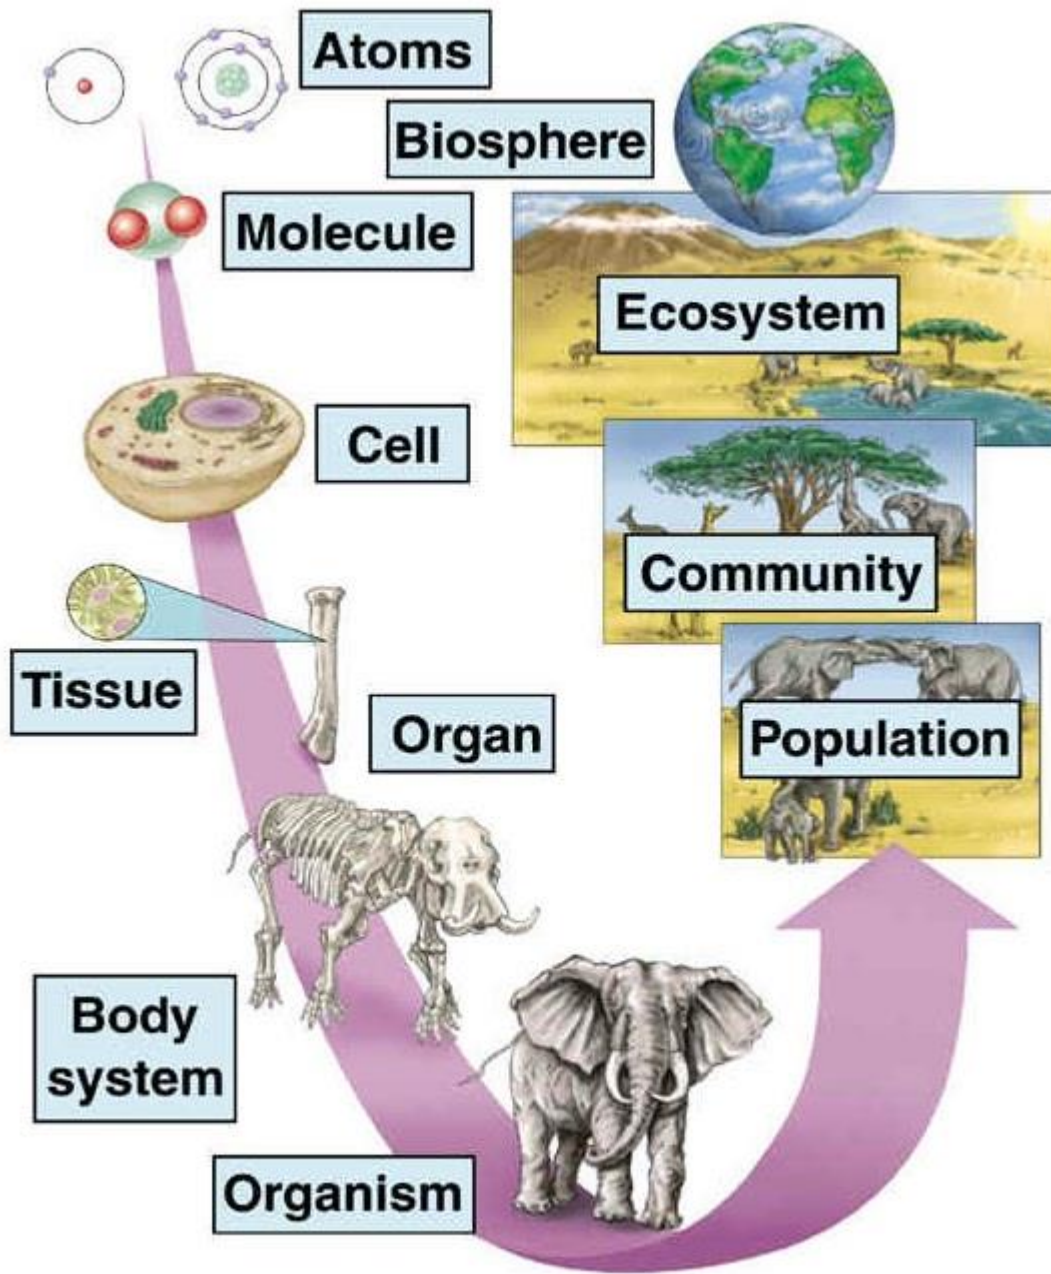 Atoms
Biosphere
Molecule
Ecosystem
Cell
Community
Tissue
Organ
Population
Body
system
Organism